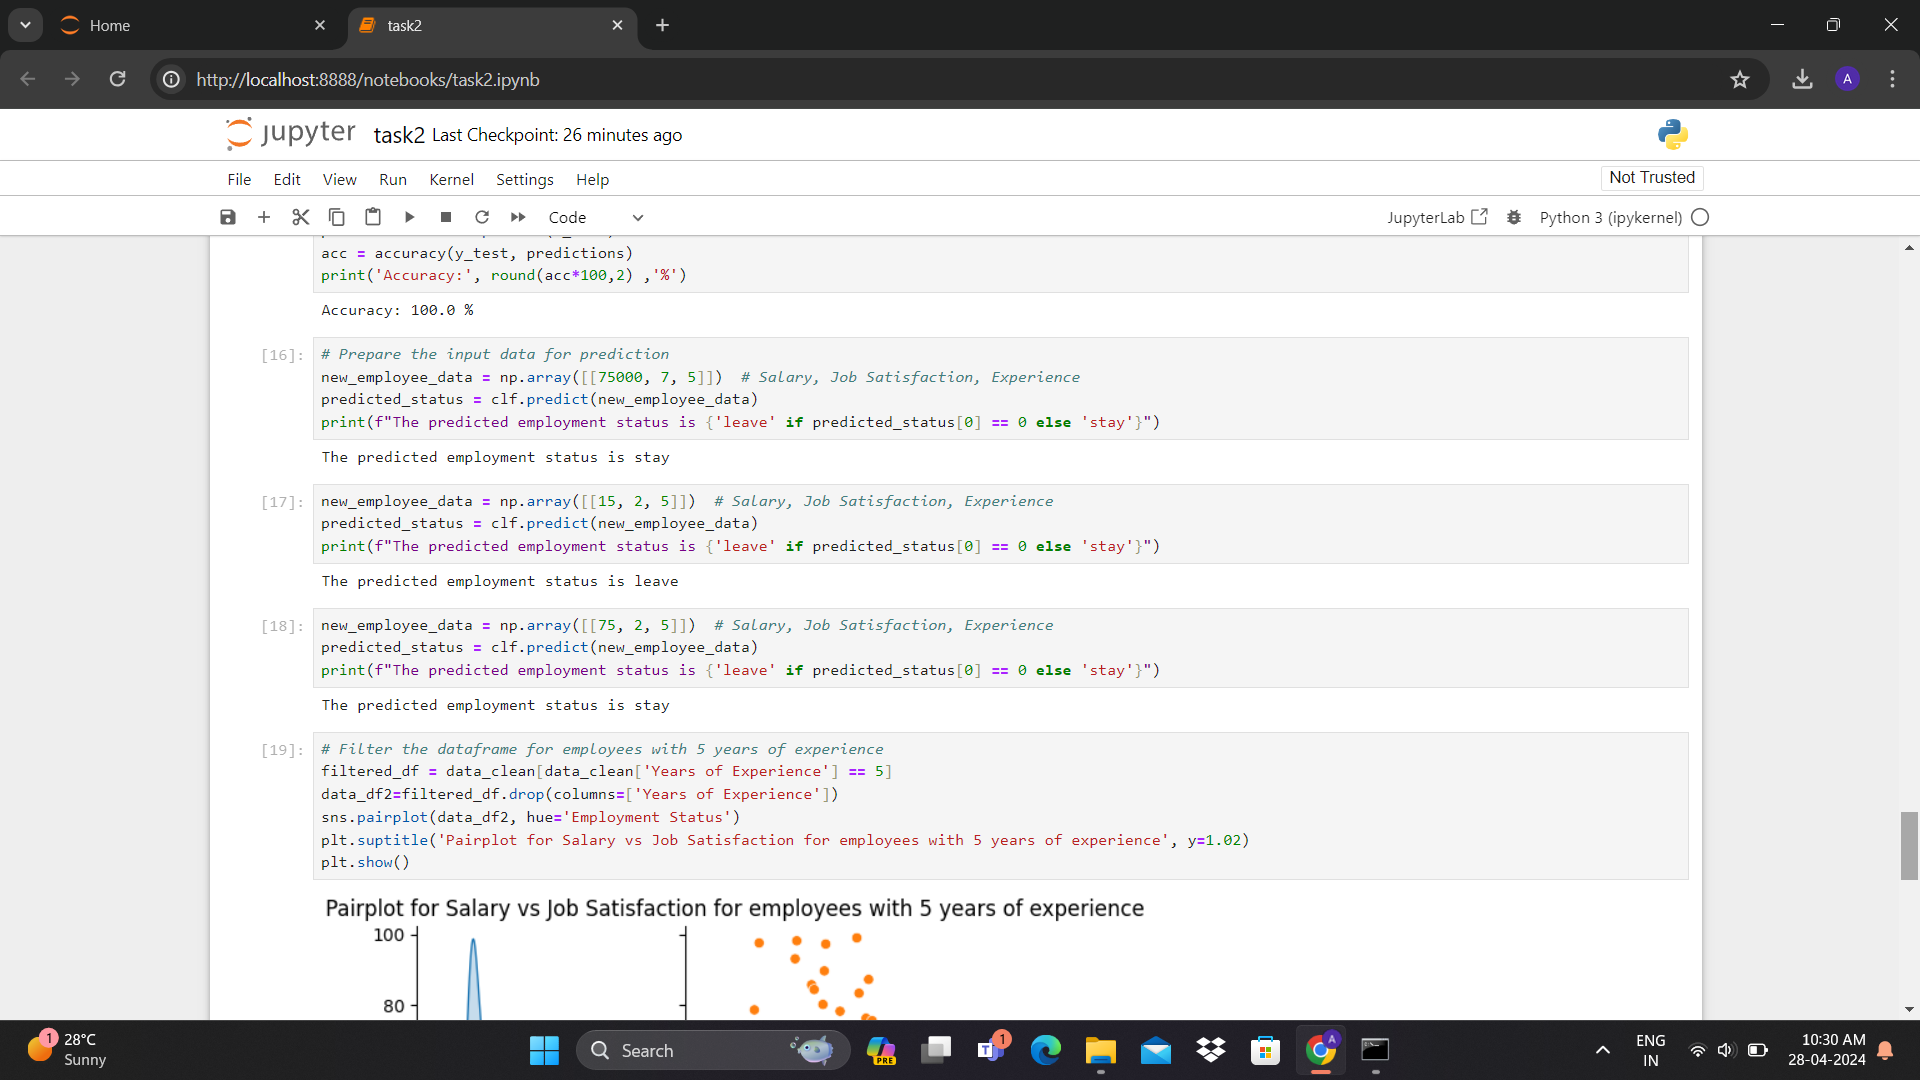 Home
task2
http://localhost:8888/notebooks/task2.ipynb
A
jupyter task2 Last Checkpoint: 26 minutes ago
File Edit View Run Kernel Settings Help
Not Trusted
Code
JupyterLab
Python 3 (ipykernel)
acc = accuracy(y_test, predictions)
print('Accuracy:', round(acc*100,2) ,'%')
Accuracy: 100.0 %
[16]:
# Prepare the input data for prediction
new_employee_data = np.array([[75000, 7, 5]])  # Salary, Job Satisfaction, Experience
predicted_status = clf.predict(new_employee_data)
print(f"The predicted employment status is {'leave' if predicted_status[0] == 0 else 'stay'}")
The predicted employment status is stay
[17]:
new_employee_data = np.array([[15, 2, 5]])  # Salary, Job Satisfaction, Experience
predicted_status = clf.predict(new_employee_data)
print(f"The predicted employment status is {'leave' if predicted_status[0] == 0 else 'stay'}")
The predicted employment status is leave
[18]:
new_employee_data = np.array([[75, 2, 5]])  # Salary, Job Satisfaction, Experience
predicted_status = clf.predict(new_employee_data)
print(f"The predicted employment status is {'leave' if predicted_status[0] == 0 else 'stay'}")
The predicted employment status is stay
[19]:
# Filter the dataframe for employees with 5 years of experience
filtered_df = data_clean[data_clean['Years of Experience'] == 5]
data_df2=filtered_df.drop(columns=['Years of Experience'])
sns.pairplot(data_df2, hue='Employment Status')
plt.suptitle('Pairplot for Salary vs Job Satisfaction for employees with 5 years of experience', y=1.02)
plt.show()
Pairplot for Salary vs Job Satisfaction for employees with 5 years of experience
100
80
1
28°C
Sunny
Search
PRE
1
A
ENG
IN
10:30 AM
28-04-2024